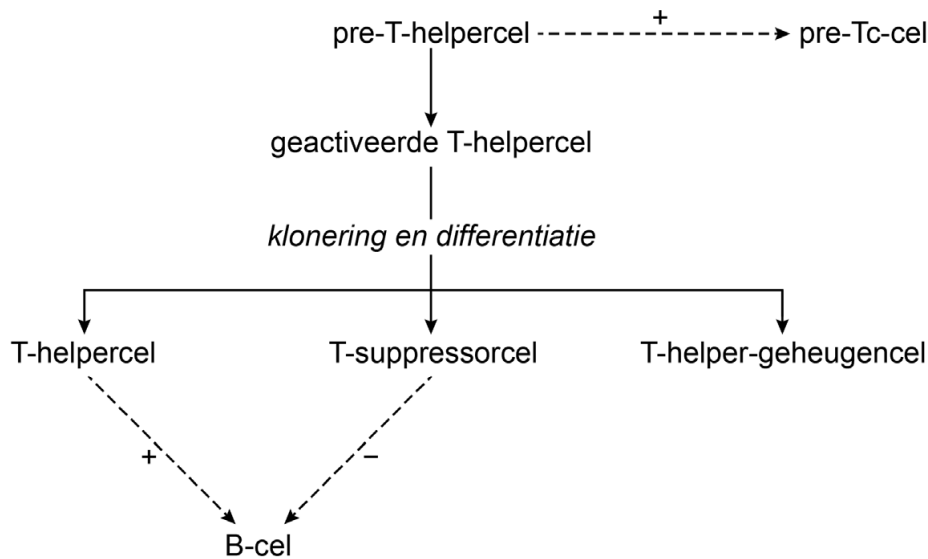 pre-T-helpercel + pre-Tc-cel
geactiveerde T-helpercel
klonering en differentiatie
T-helpercel T-suppressorcel T-helper-geheugencel
+ −
B-cel